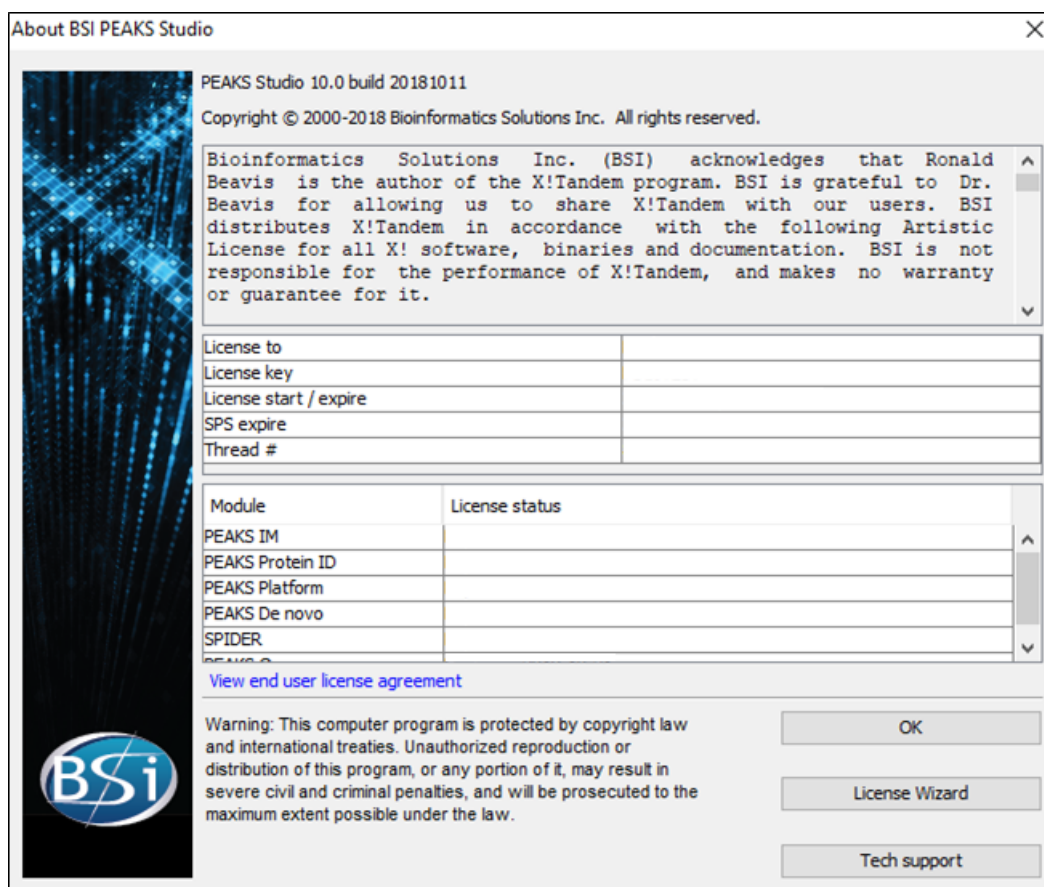 About BSI PEAKS Studio
PEAKS Studio 10.0 build 20181011
Copyright © 2000-2018 Bioinformatics Solutions Inc.  All rights reserved.
Bioinformatics Solutions Inc. (BSI) acknowledges that Ronald
Beavis is the author of the X!Tandem program. BSI is grateful to Dr.
Beavis for allowing us to share X!Tandem with our users. BSI
distributes X!Tandem in accordance with the following Artistic
License for all X! software, binaries and documentation. BSI is not
responsible for the performance of X!Tandem, and makes no warranty
or guarantee for it.
License to
License key
License start / expire
SPS expire
Thread #
Module License status
PEAKS IM
PEAKS Protein ID
PEAKS Platform
PEAKS De novo
SPIDER
View end user license agreement
Warning: This computer program is protected by copyright law
and international treaties. Unauthorized reproduction or
distribution of this program, or any portion of it, may result in
severe civil and criminal penalties, and will be prosecuted to the
maximum extent possible under the law.
OK
License Wizard
Tech support
BSi